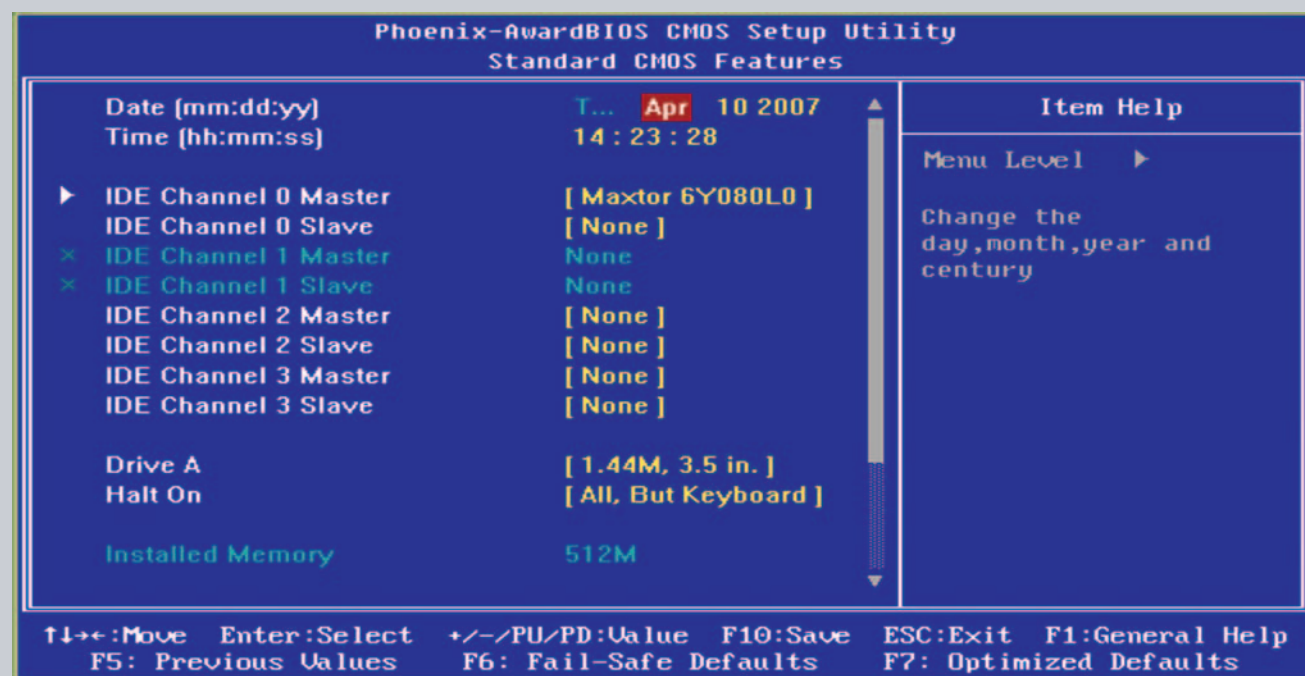 Phoenix-AwardBIOS CMOS Setup Utility
Standard CMOS Features
Date (mm:dd:yy) T... Apr 10 2007
Time (hh:mm:ss) 14 : 23 : 28
IDE Channel 0 Master [ Maxtor 6Y080L0 ]
IDE Channel 0 Slave [ None ]
× IDE Channel 1 Master None
× IDE Channel 1 Slave None
IDE Channel 2 Master [ None ]
IDE Channel 2 Slave [ None ]
IDE Channel 3 Master [ None ]
IDE Channel 3 Slave [ None ]
Drive A [ 1.44M, 3.5 in. ]
Halt On [ All, But Keyboard ]
Installed Memory 512M
Item Help
Menu Level
Change the
day,month,year and
century
↑↓→←:Move Enter:Select +/-/PU/PD:Value F10:Save ESC:Exit F1:General Help
F5: Previous Values F6: Fail-Safe Defaults F7: Optimized Defaults